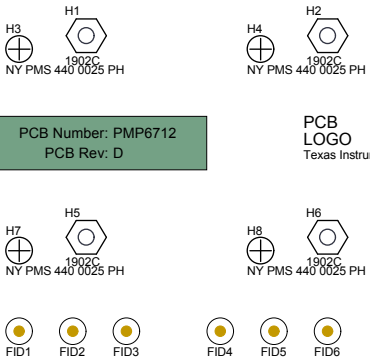 H1
H2
H3
H4
1902C
1902C
NY PMS 440 0025 PH
NY PMS 440 0025 PH
PCB Number: PMP6712
PCB Rev: D
PCB
LOGO
Texas Instru
H5
H6
H7
H8
1902C
1902C
NY PMS 440 0025 PH
NY PMS 440 0025 PH
FID1
FID2
FID3
FID4
FID5
FID6